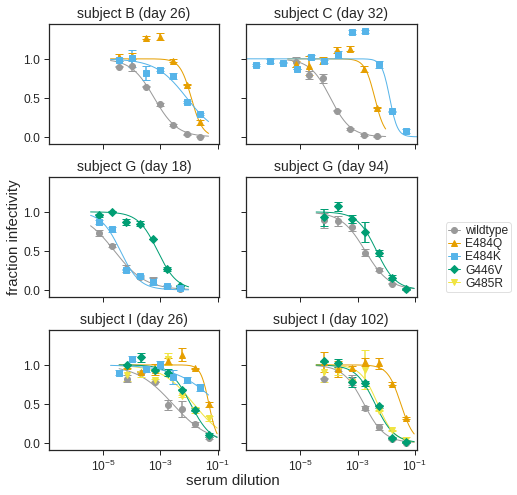 subject B (day 26)
subject C (day 32)
1.0
0.5
0.0
subject G (day 18)
subject G (day 94)
1.0
0.5
0.0
fraction infectivity
wildtype
E484Q
E484K
G446V
G485R
subject I (day 26)
subject I (day 102)
1.0
0.5
0.0
10⁻⁵ 10⁻³ 10⁻¹
10⁻⁵ 10⁻³ 10⁻¹
serum dilution